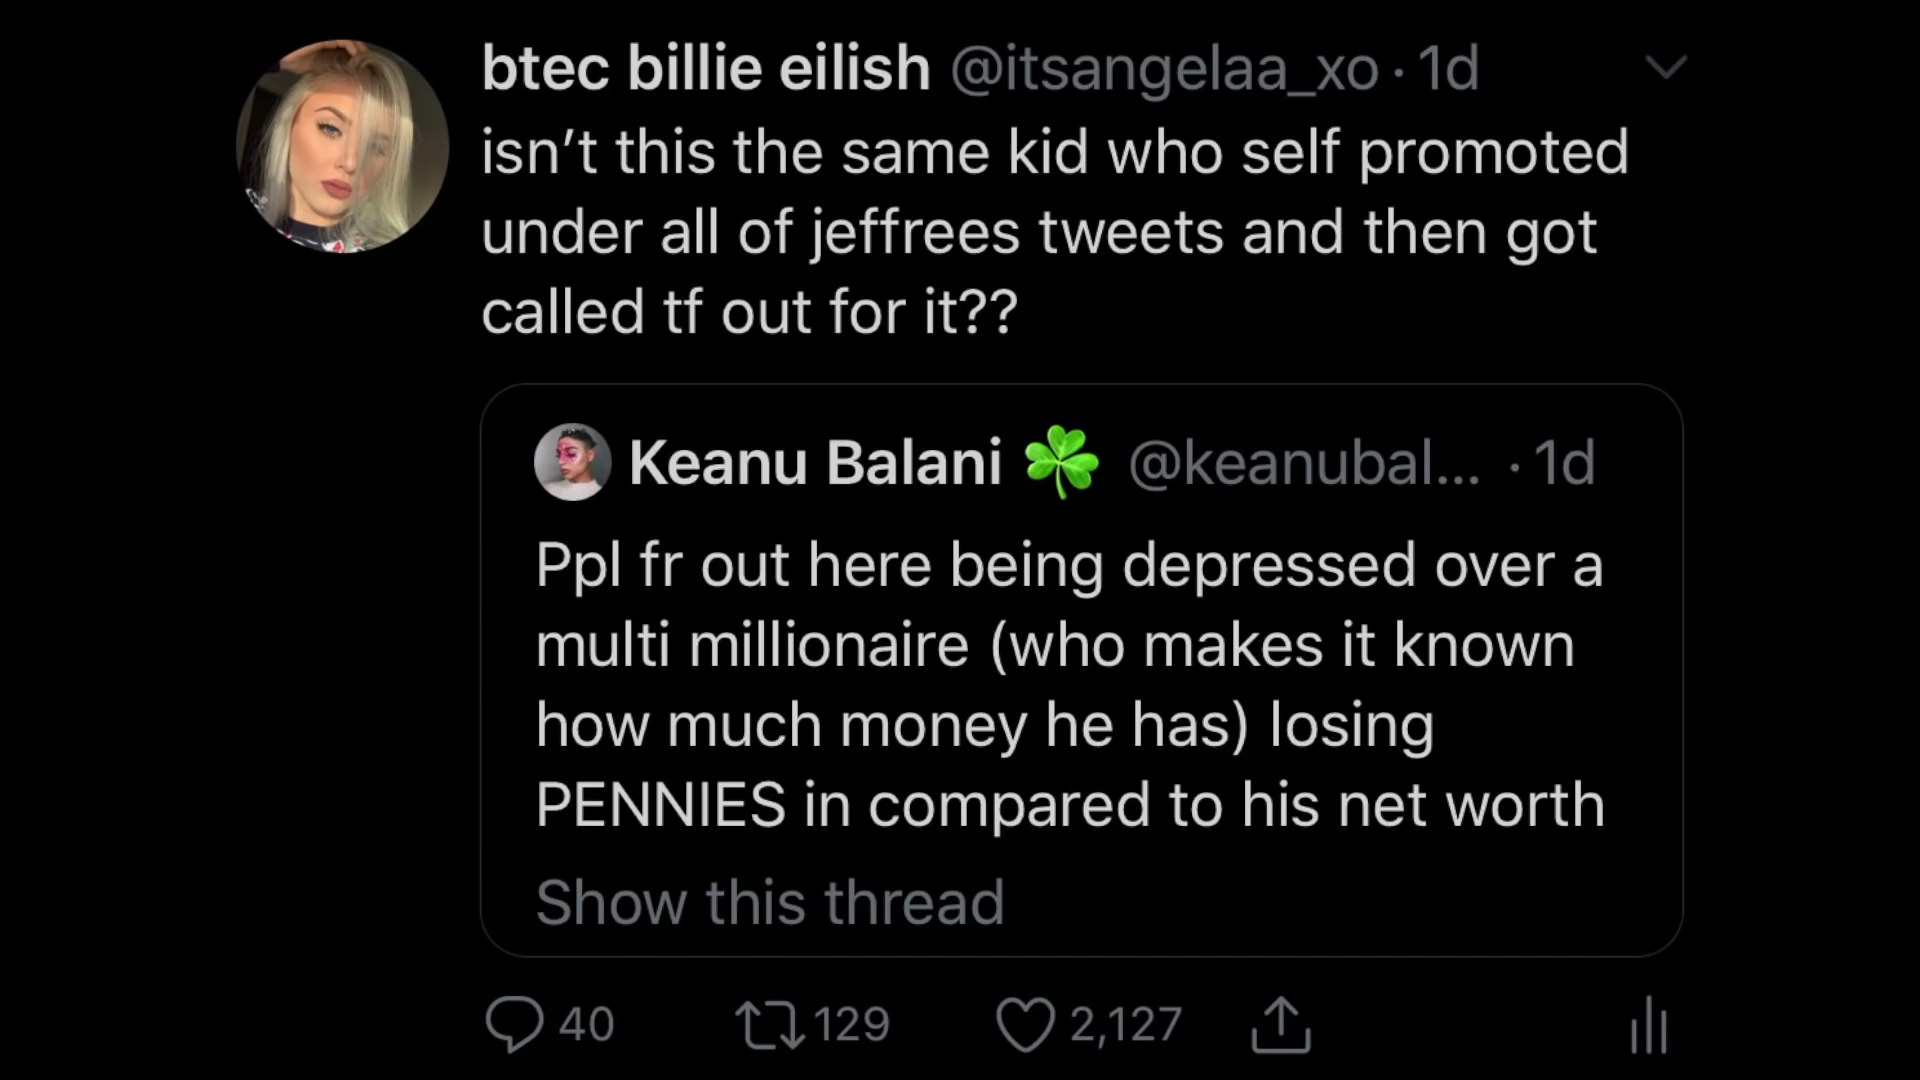 btec billie eilish @itsangelaa_xo · 1d
isn’t this the same kid who self promoted
under all of jeffrees tweets and then got
called tf out for it??
Keanu Balani ☘️ @keanubal... · 1d
Ppl fr out here being depressed over a
multi millionaire (who makes it known
how much money he has) losing
PENNIES in compared to his net worth
Show this thread
40 129 2,127